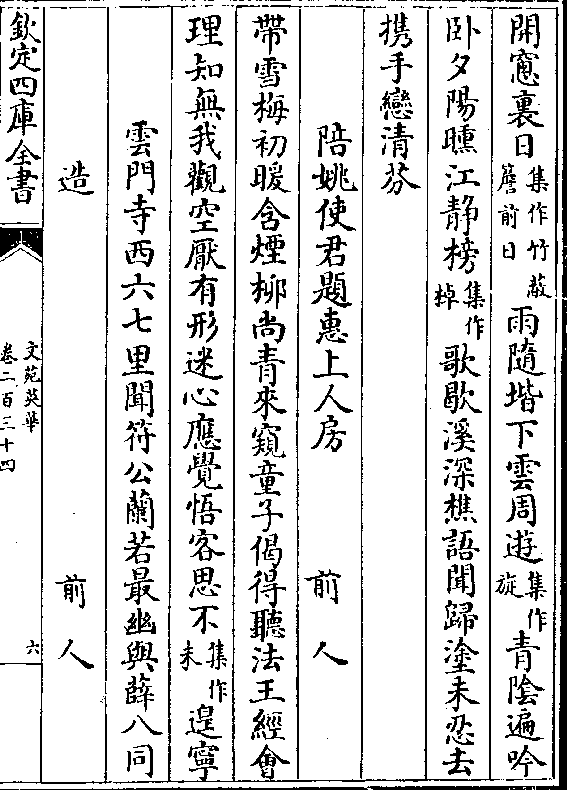 開窓裏日集作竹蔽簷前日雨隨堦下雲周遊集作旋青陰遍吟
卧夕陽曛江静榜集作棹歌歇溪深樵語聞歸塗未忍去
携手戀清芬
陪姚使君題惠上人房　前人
帶雪梅初暖含煙栁尚青來窺童子偈得聽法王經會
理知無我觀空厭有形迷心應覺悟客思不集作未遑寧
雲門寺西六七里聞符公蘭若最幽與薛八同
造　前人
欽定四庫全書
文苑英華
卷二百三十四
六